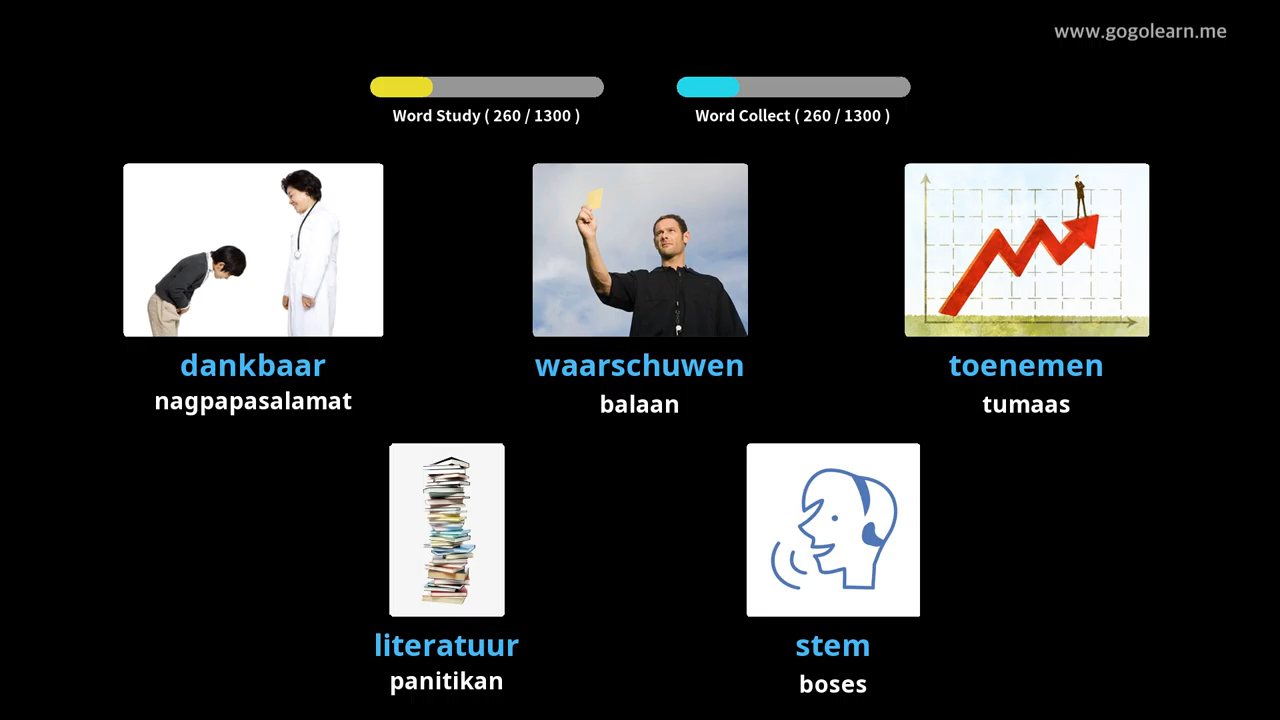 www.gogolearn.me
Word Study ( 260 / 1300 )
Word Collect ( 260 / 1300 )
dankbaar
nagpapasalamat
waarschuwen
balaan
toenemen
tumaas
literatuur
panitikan
stem
boses